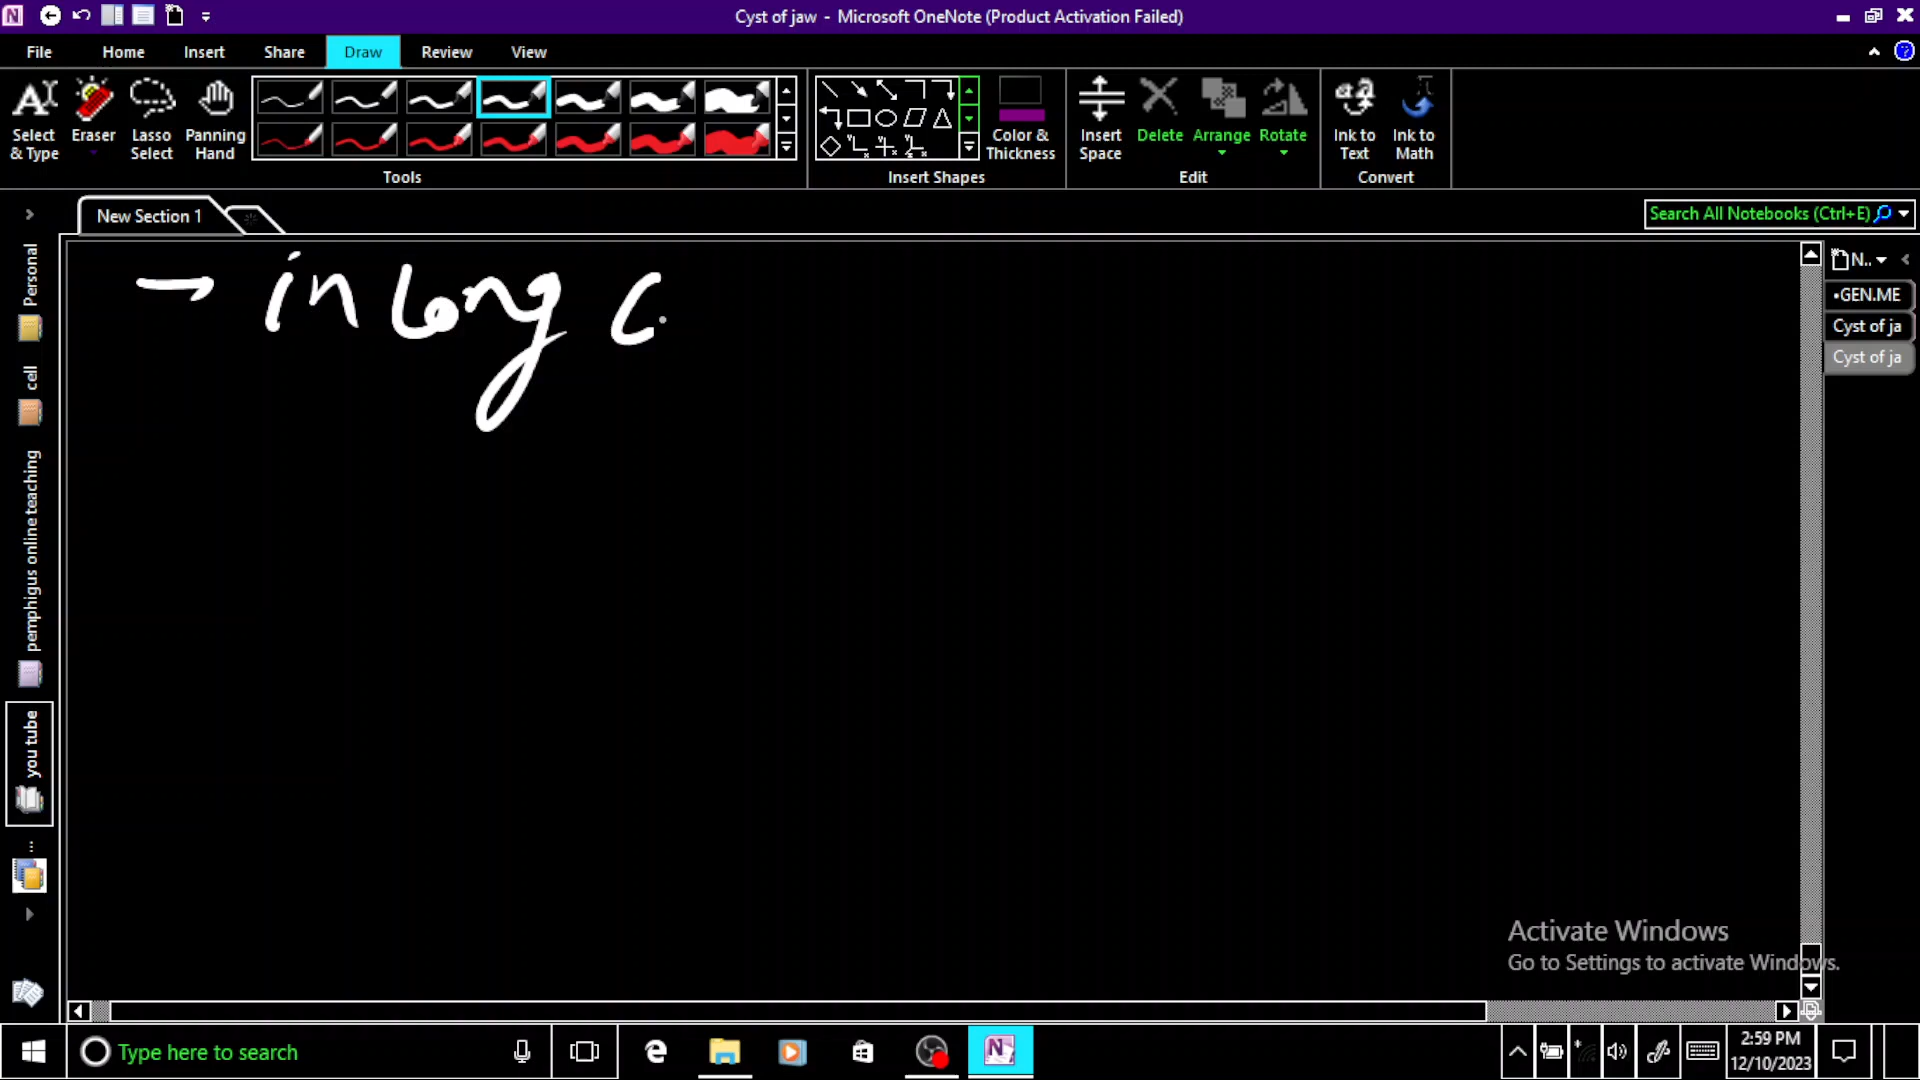 Cyst of jaw - Microsoft OneNote (Product Activation Failed)
File Home Insert Share Draw Review View
Select & Type Eraser Lasso Select Panning Hand Color & Thickness Insert Space Delete Arrange Rotate Ink to Text Ink to Math
Tools Insert Shapes Edit Convert
New Section 1
Search All Notebooks (Ctrl+E)
N..
•GEN.ME
Cyst of ja
Cyst of ja
Personal
cell
pemphigus online teaching
you tube
→ in long C
Activate Windows
Go to Settings to activate Windows.
Type here to search
2:59 PM
12/10/2023